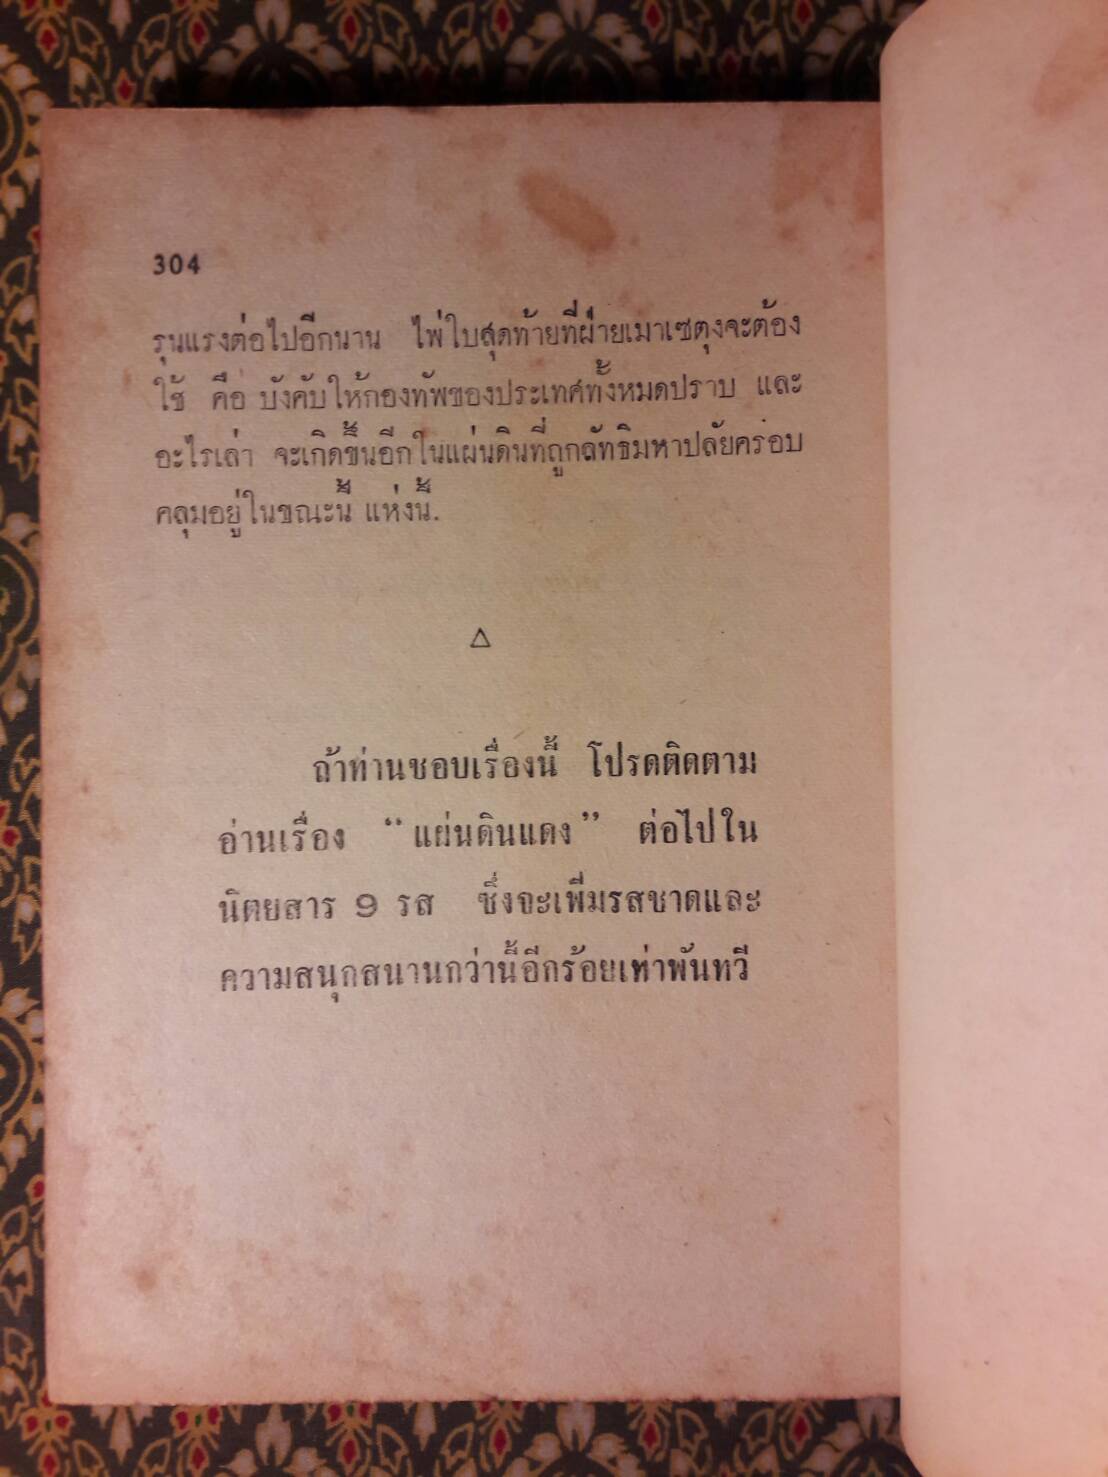 304
รุนแรงต่อไปอีกนาน ไพ่ใบสุดท้ายที่ฝ่ายเมาเซตุงจะต้อง
ใช้ คือ บังคับให้กองทัพของประเทศทั้งหมดปราบ และ
อะไรเล่า จะเกิดขึ้นอีกในแผ่นดินที่ถูกลัทธิมหาปลัยครอบ
คลุมอยู่ในขณะนี้ แห่งนี้.
△
ถ้าท่านชอบเรื่องนี้ โปรดติดตาม
อ่านเรื่อง “แผ่นดินแดง” ต่อไปใน
นิตยสาร 9 รส ซึ่งจะเพิ่มรสชาดและ
ความสนุกสนานกว่านี้อีกร้อยเท่าพันทวี